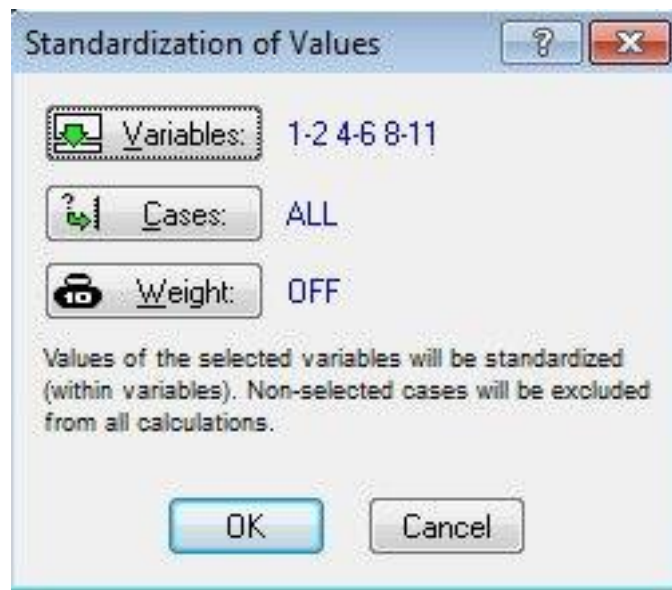 Standardization of Values
Variables: 1-2 4-6 8-11
Cases: ALL
Weight: OFF
Values of the selected variables will be standardized
(within variables). Non-selected cases will be excluded
from all calculations.
OK Cancel